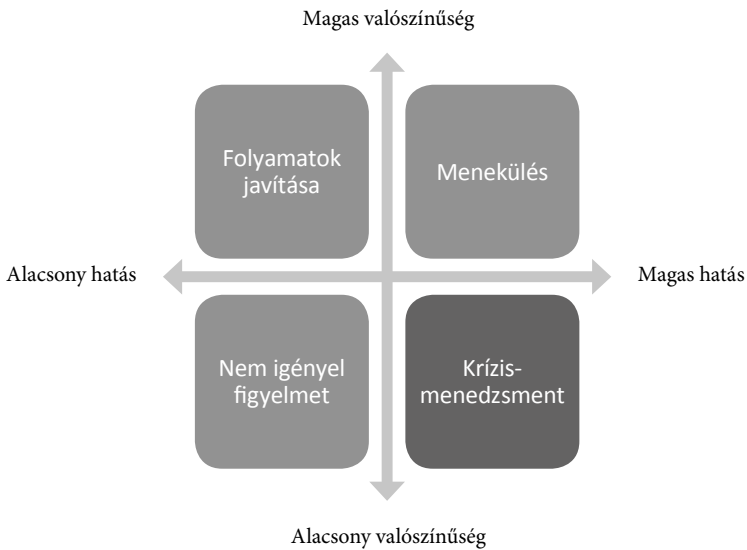 Magas valószínűség
Folyamatok
javítása
Menekülés
Alacsony hatás
Magas hatás
Nem igényel
figyelmet
Krízis-
menedzsment
Alacsony valószínűség